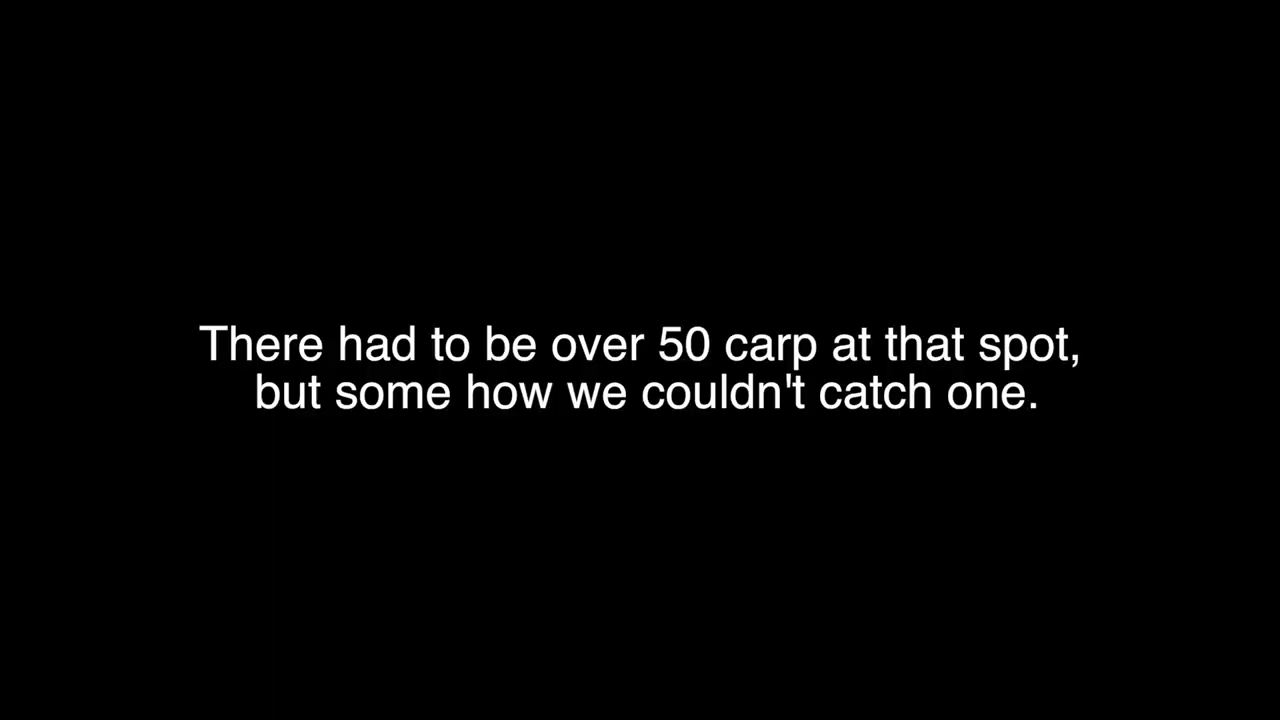 There had to be over 50 carp at that spot,
but some how we couldn't catch one.